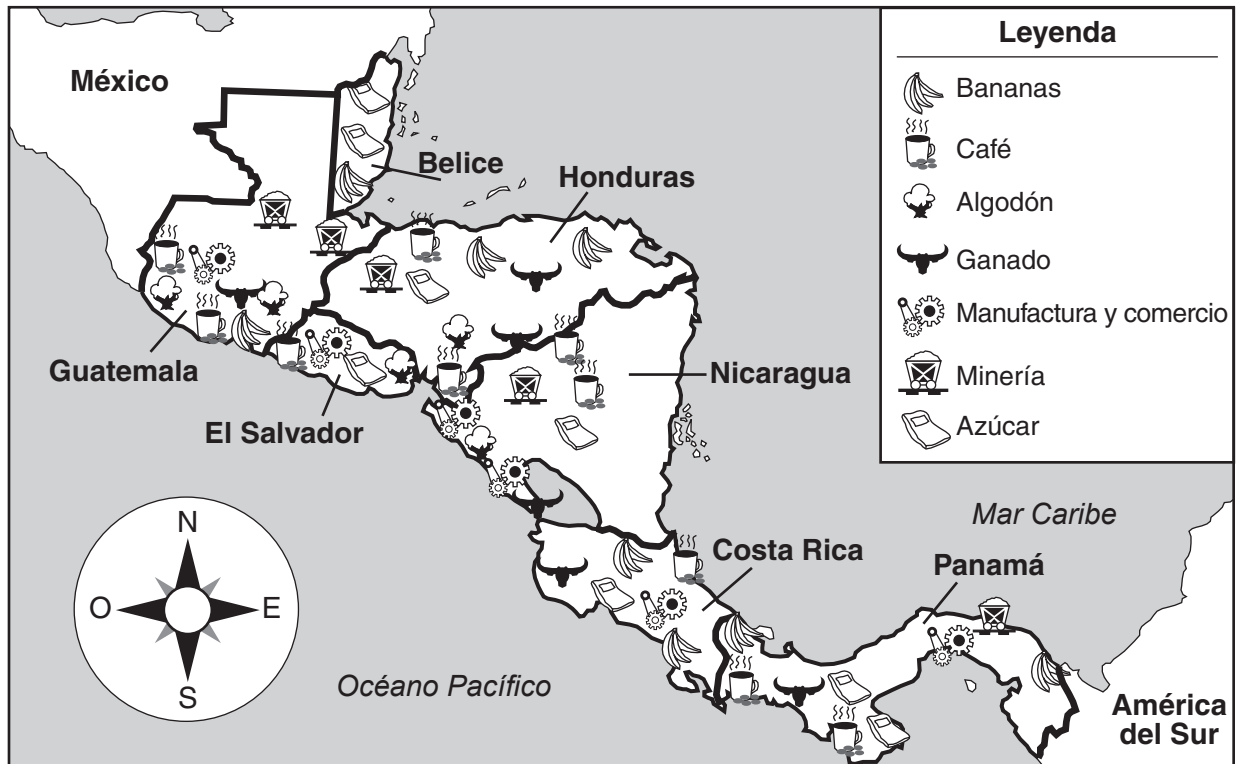 México
Belice
Honduras
Guatemala
El Salvador
Nicaragua
Costa Rica
Panamá
Mar Caribe
Océano Pacífico
América
del Sur
N
O
E
S
Leyenda
Bananas
Café
Algodón
Ganado
Manufactura y comercio
Minería
Azúcar